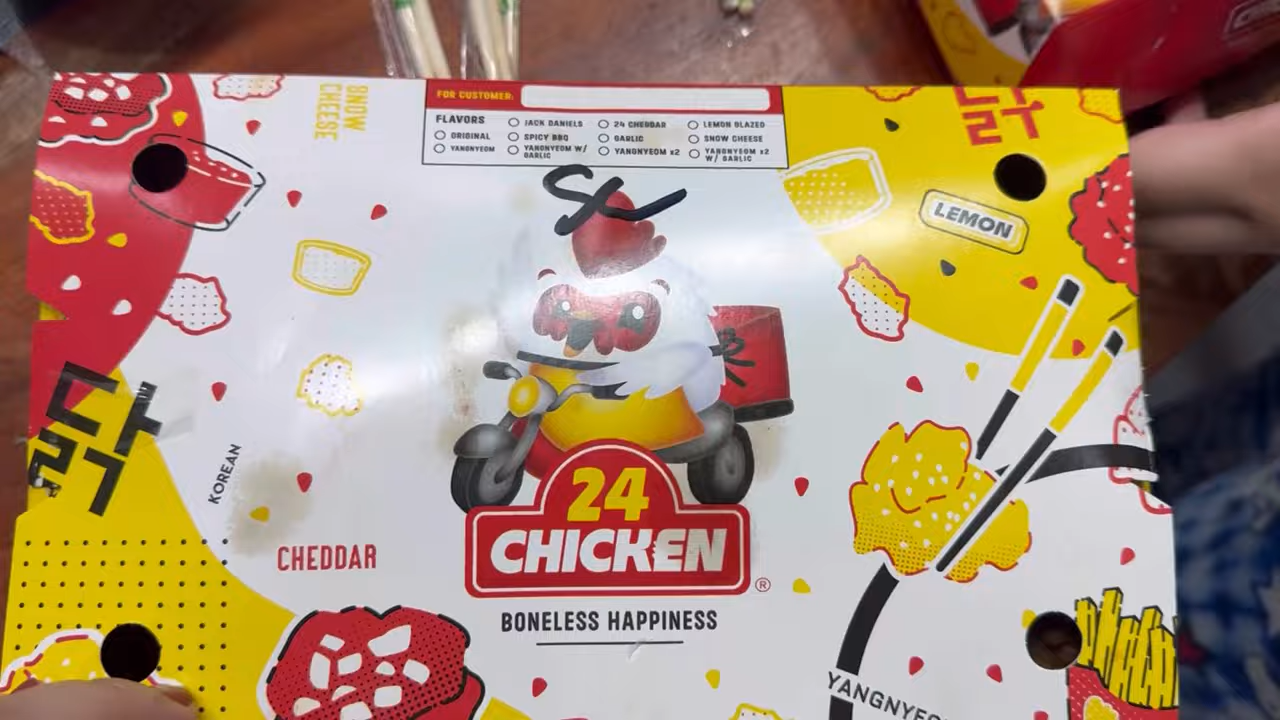 FOR CUSTOMER:
FLAVORS
ORIGINAL
YANGNYEOM
JACK DANIELS
SPICY BBQ
YANGNYEOM W/
GARLIC
24 CHEDDAR
GARLIC
YANGNYEOM x2
LEMON GLAZED
SNOW CHEESE
YANGNYEOM x2
W/ GARLIC
SNOW
CHEESE
SC
LEMON
닭
KOREAN
CHEDDAR
24
CHICKEN
®
BONELESS HAPPINESS